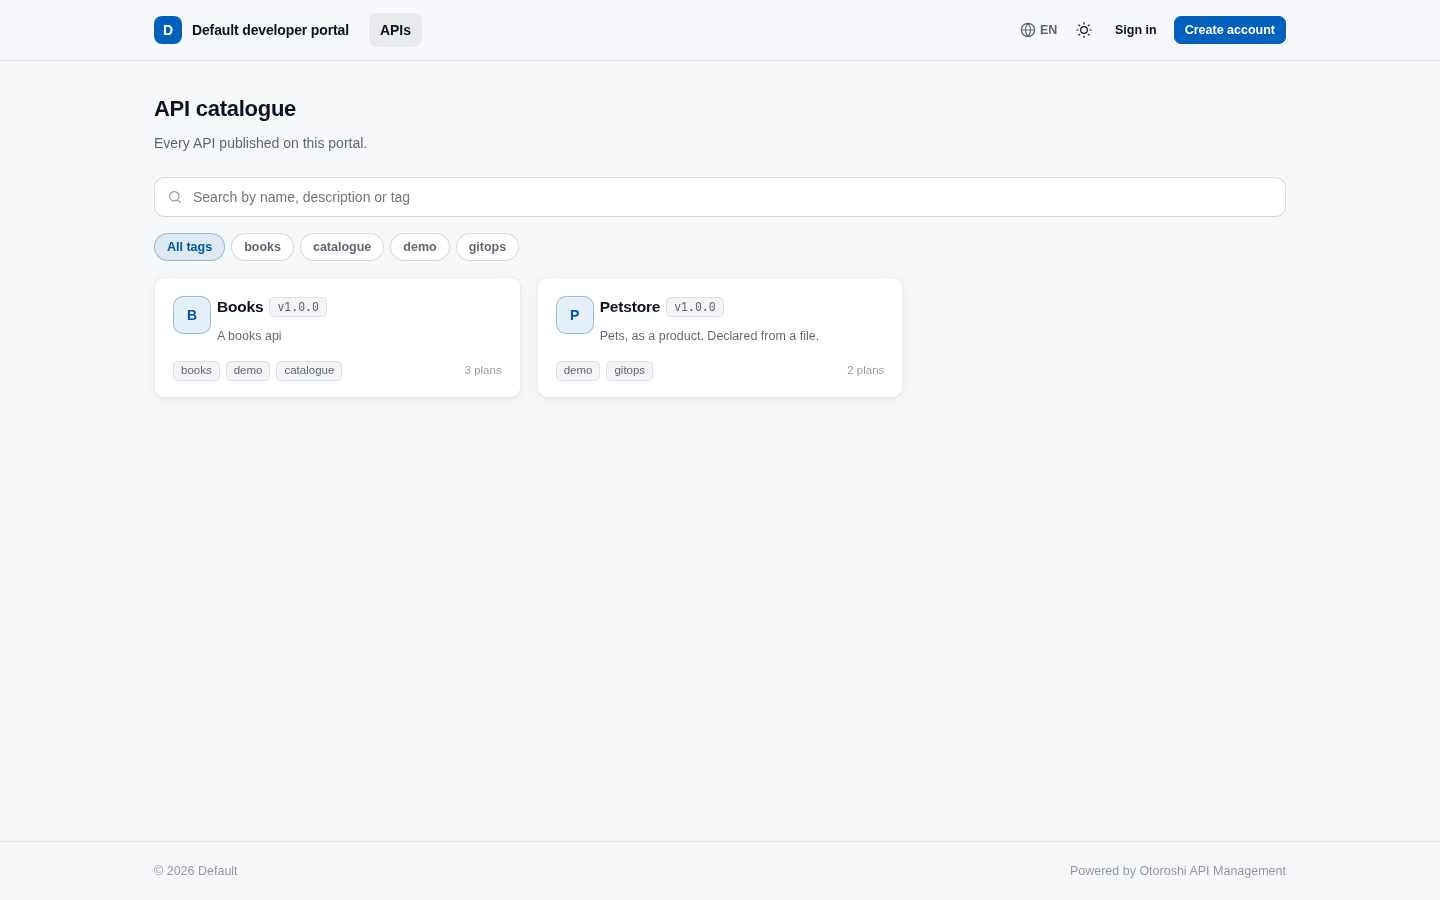 D Default developer portal APIs EN Sign in Create account
API catalogue
Every API published on this portal.
Search by name, description or tag
All tags books catalogue demo gitops
B Books v1.0.0
A books api
books demo catalogue 3 plans
P Petstore v1.0.0
Pets, as a product. Declared from a file.
demo gitops 2 plans
© 2026 Default Powered by Otoroshi API Management